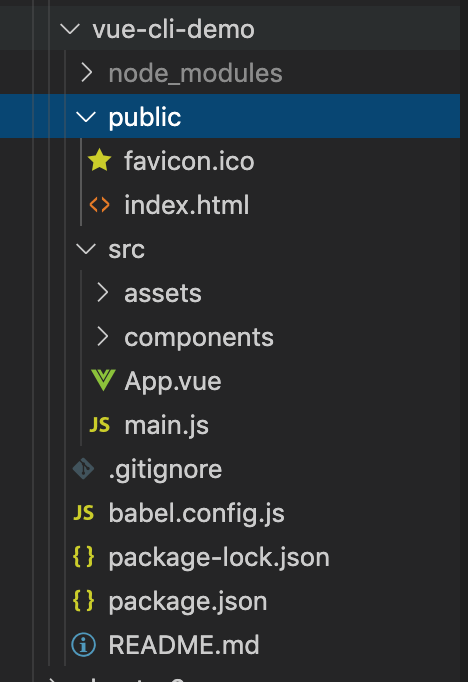 vue-cli-demo
node_modules
public
favicon.ico
index.html
src
assets
components
App.vue
JS main.js
.gitignore
JS babel.config.js
{ } package-lock.json
{ } package.json
README.md